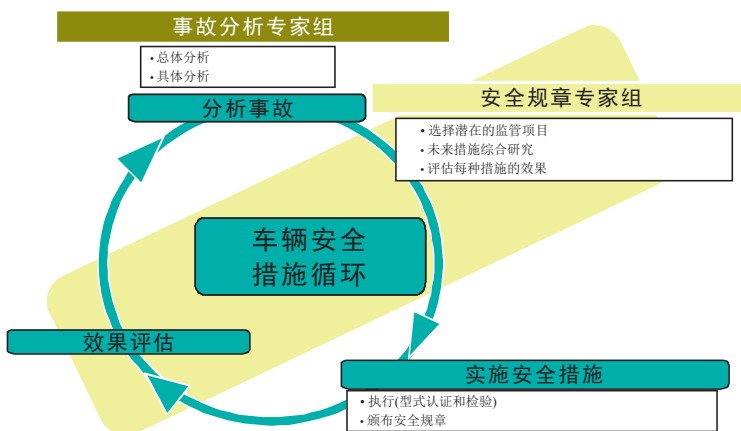 事故分析专家组
• 总体分析
• 具体分析
分析事故
安全规章专家组
• 选择潜在的监管项目
• 未来措施综合研究
• 评估每种措施的效果
车辆安全
措施循环
效果评估
实施安全措施
• 执行(型式认证和检验)
• 颁布安全规章